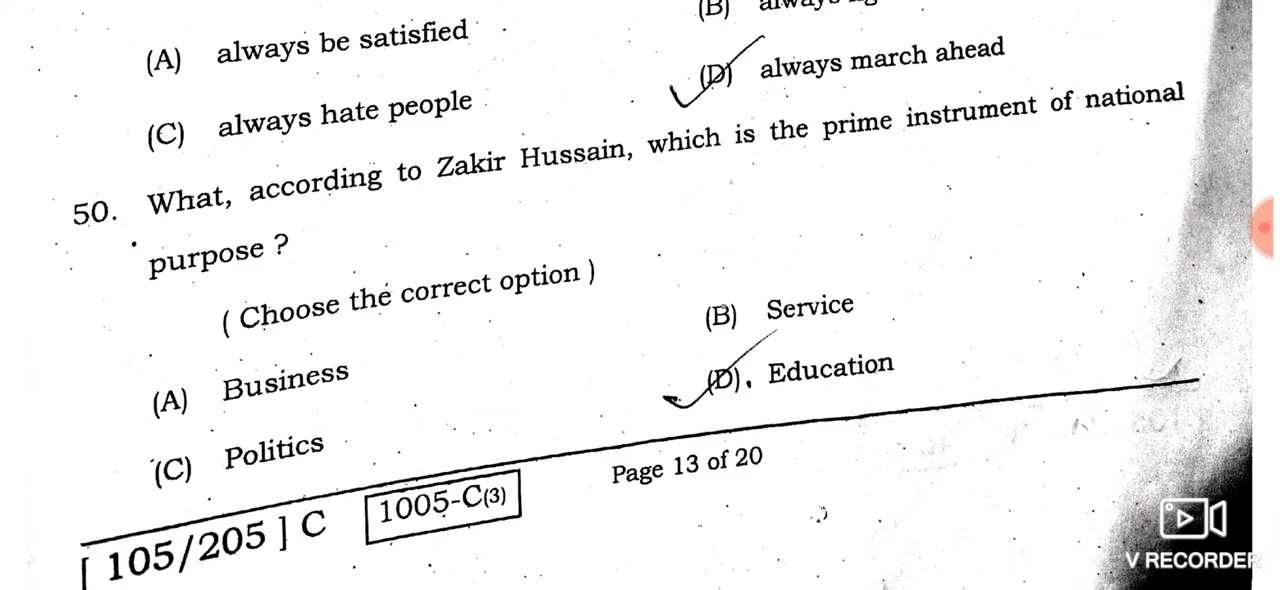 (B) always
(A) always be satisfied
(D) always march ahead
(C) always hate people
50. What, according to Zakir Hussain, which is the prime instrument of national
purpose ?
( Choose the correct option )
(B) Service
(A) Business
(D). Education
(C) Politics
Page 13 of 20
[ 105/205 ] C 1005-C(3)
V RECORDER